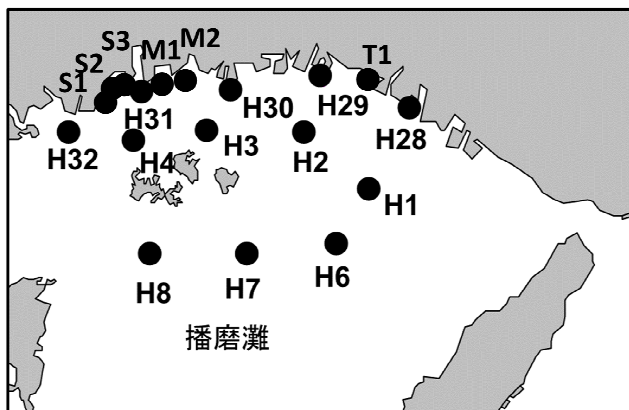 S3 M1 M2
S2
S1
T1
H31
H30
H29
H28
H32
H4
H3
H2
H1
H8
H7
H6
播磨灘